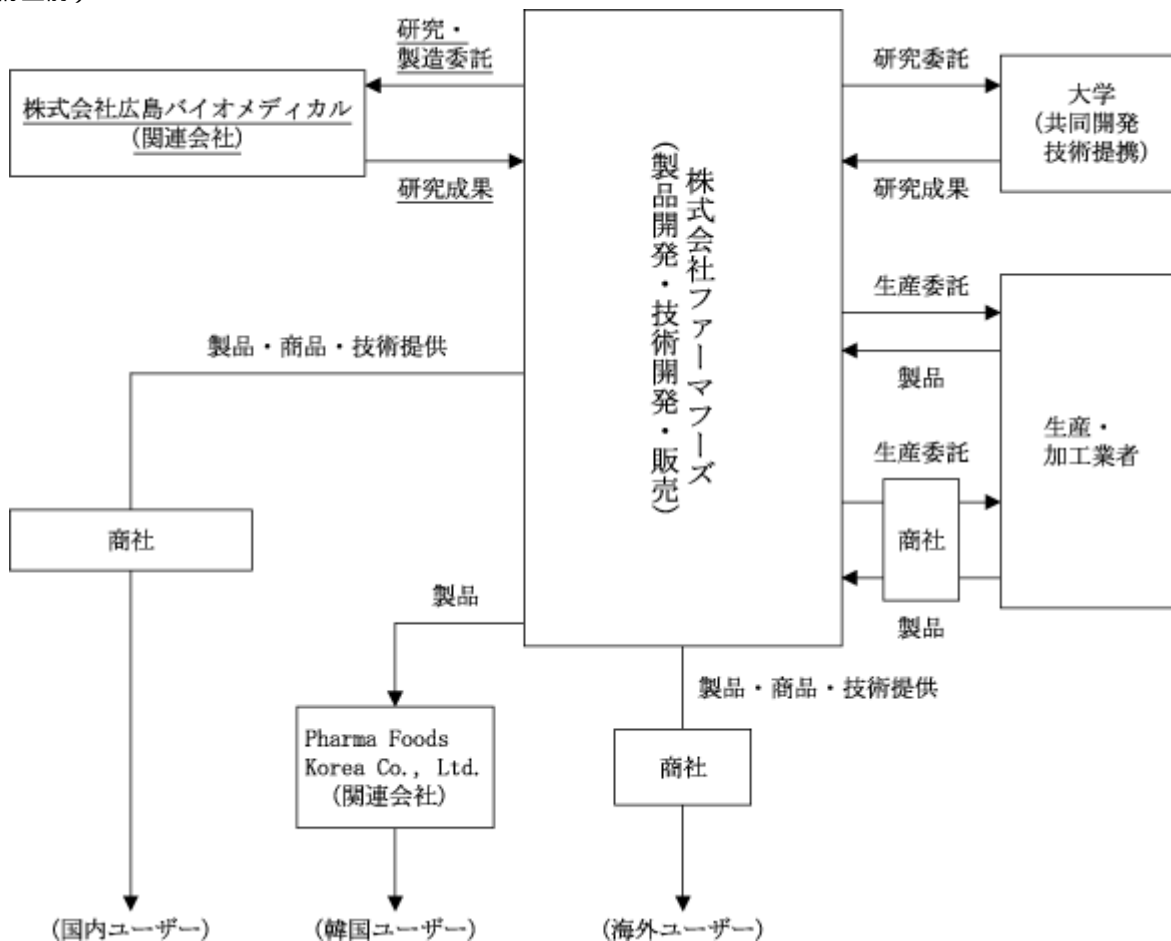 研究・
製造委託
株式会社広島バイオメディカル
(関連会社)
研究成果
株式会社ファーマフーズ
(製品開発・技術開発・販売)
研究委託
大学
(共同開発
技術提携)
研究成果
生産委託
製品
生産委託
商社
製品
生産・
加工業者
製品・商品・技術提供
商社
製品
Pharma Foods
Korea Co., Ltd.
(関連会社)
製品・商品・技術提供
商社
(国内ユーザー)
(韓国ユーザー)
(海外ユーザー)